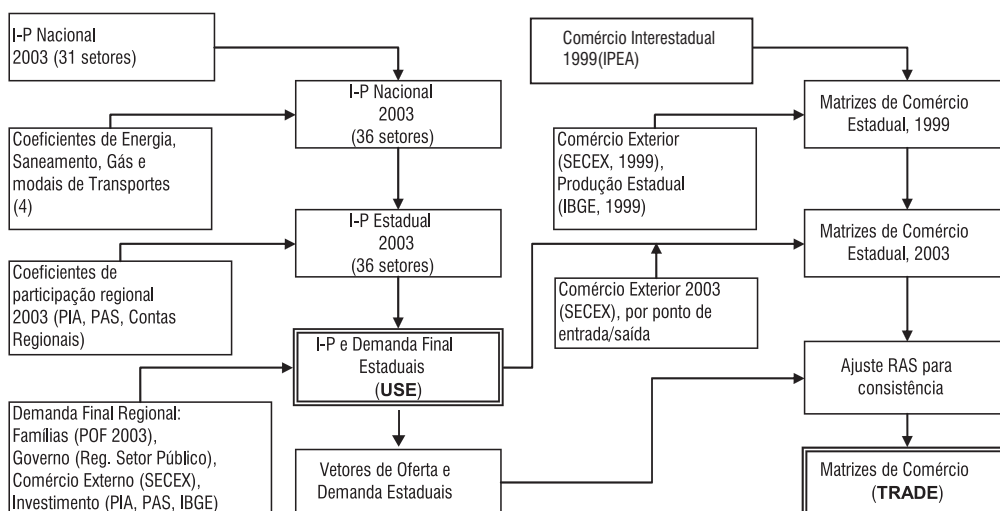 I-P Nacional
2003 (31 setores)
Comércio Interestadual
1999(IPEA)
I-P Nacional
2003
(36 setores)
Matrizes de Comércio
Estadual, 1999
Coeficientes de Energia,
Saneamento, Gás e
modais de Transportes
(4)
Comércio Exterior
(SECEX, 1999),
Produção Estadual
(IBGE, 1999)
I-P Estadual
2003
(36 setores)
Matrizes de Comércio
Estadual, 2003
Coeficientes de
participação regional
2003 (PIA, PAS, Contas
Regionais)
Comércio Exterior 2003
(SECEX), por ponto de
entrada/saída
I-P e Demanda Final
Estaduais
(USE)
Ajuste RAS para
consistência
Demanda Final Regional:
Famílias (POF 2003),
Governo (Reg. Setor Público),
Comércio Externo (SECEX),
Investimento (PIA, PAS, IBGE)
Vetores de Oferta e
Demanda Estaduais
Matrizes de Comércio
(TRADE)